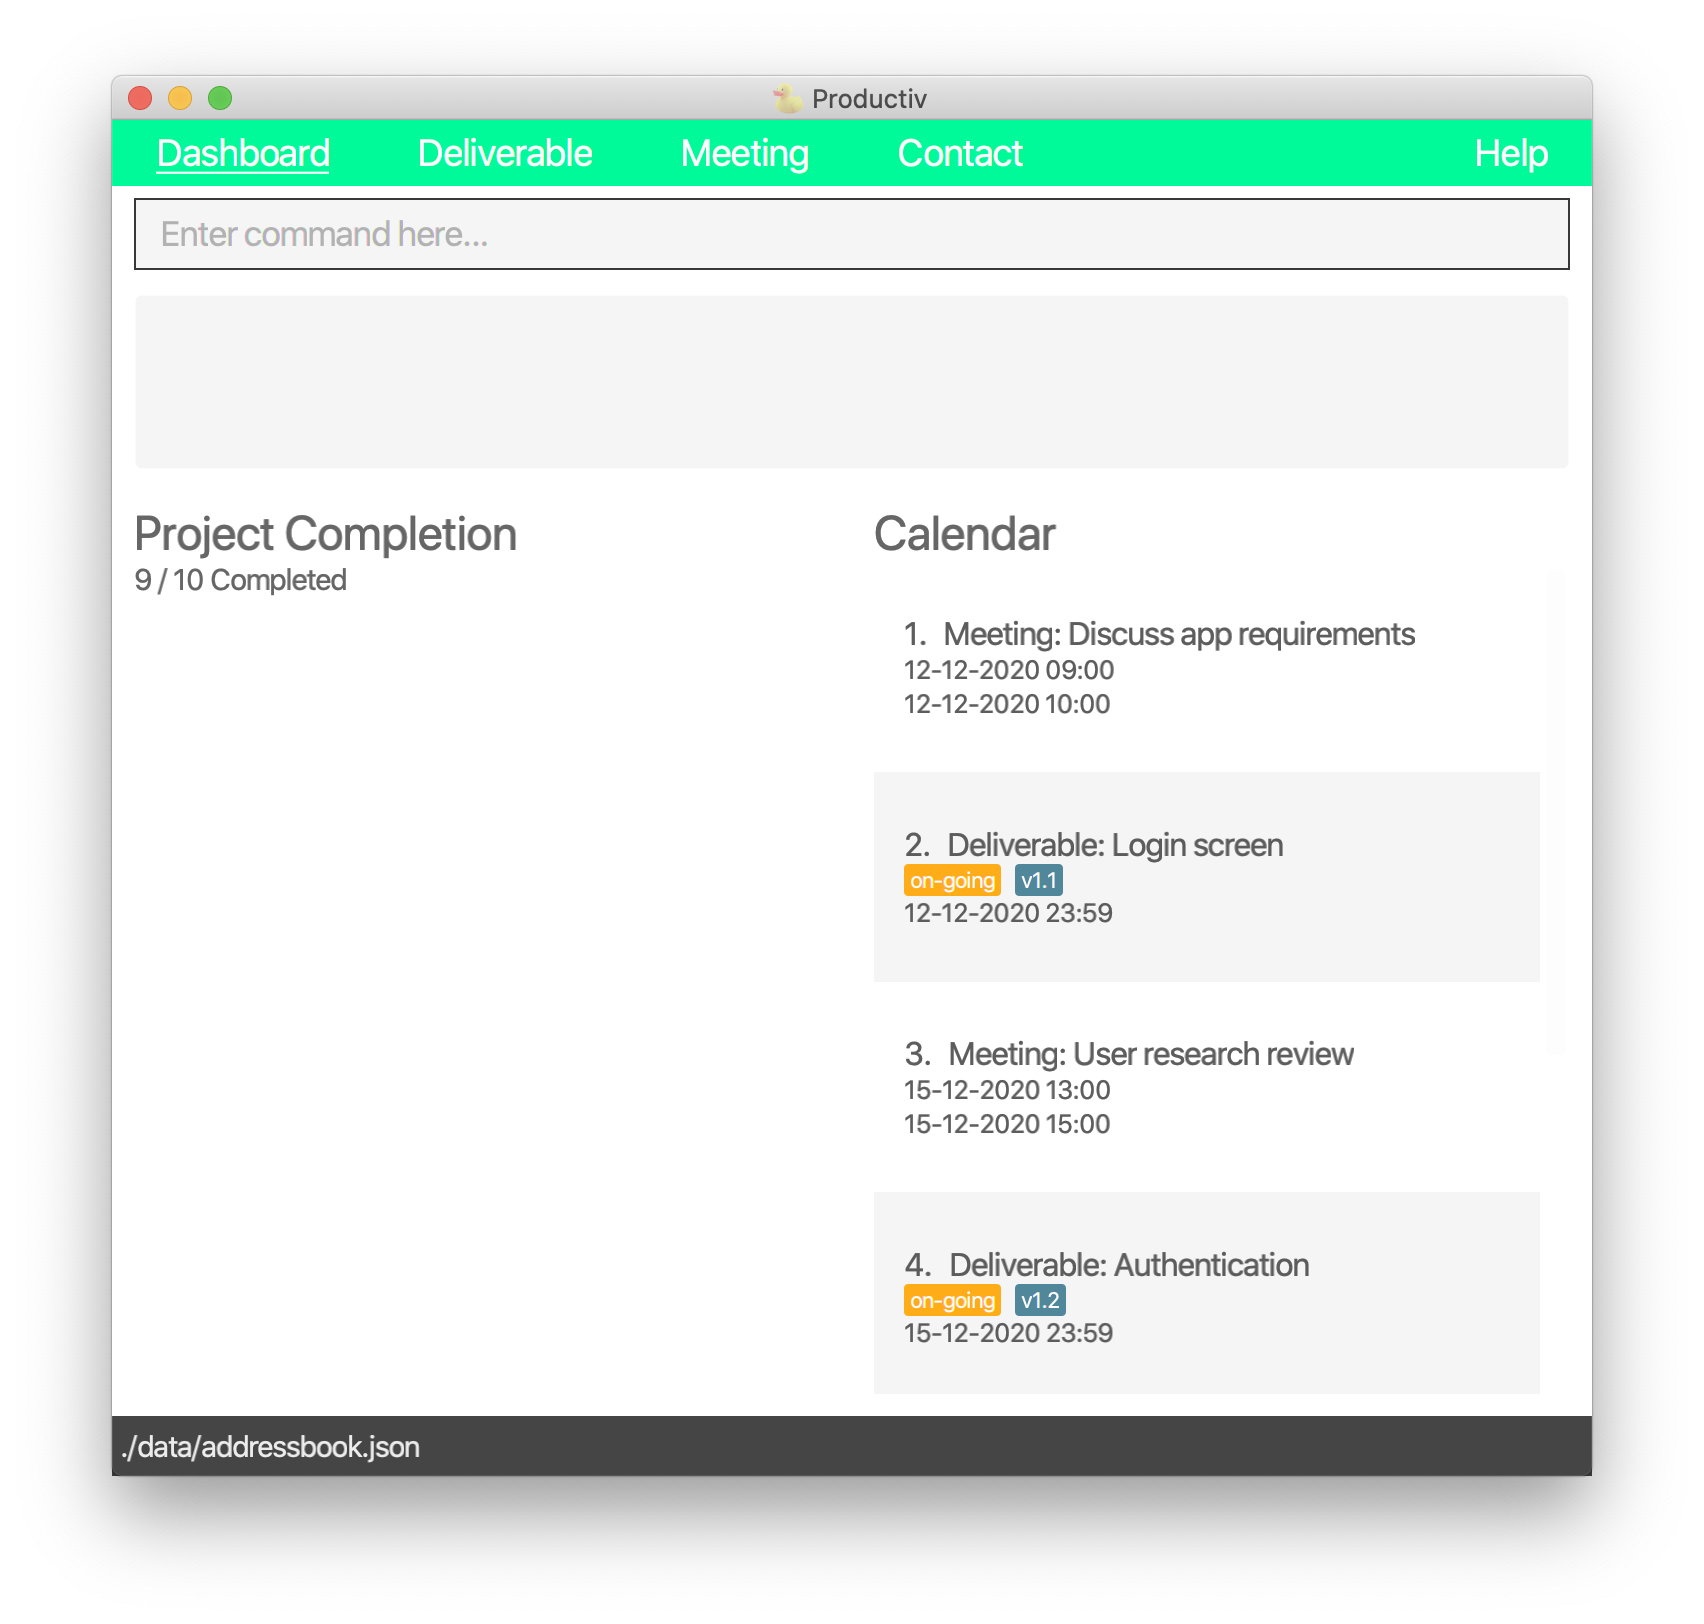 Productiv
Dashboard Deliverable Meeting Contact Help
Enter command here...
Project Completion
9 / 10 Completed
Calendar
1. Meeting: Discuss app requirements
12-12-2020 09:00
12-12-2020 10:00
2. Deliverable: Login screen
on-going v1.1
12-12-2020 23:59
3. Meeting: User research review
15-12-2020 13:00
15-12-2020 15:00
4. Deliverable: Authentication
on-going v1.2
15-12-2020 23:59
./data/addressbook.json